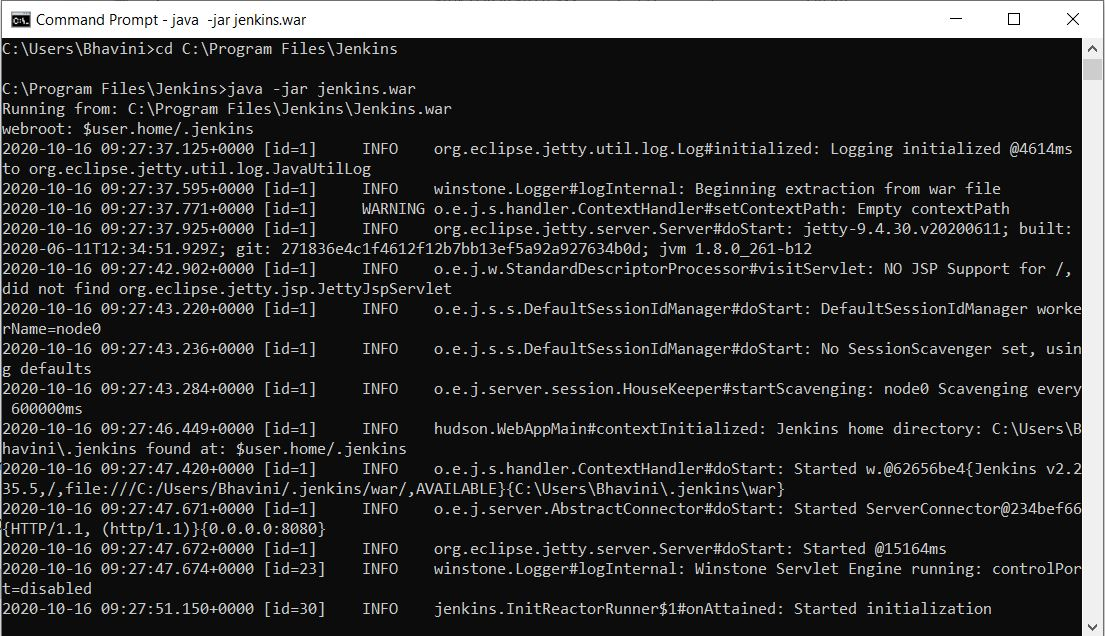 Command Prompt - java  -jar jenkins.war
C:\Users\Bhavini>cd C:\Program Files\Jenkins
C:\Program Files\Jenkins>java -jar jenkins.war
Running from: C:\Program Files\Jenkins\Jenkins.war
webroot: $user.home/.jenkins
2020-10-16 09:27:37.125+0000 [id=1]     INFO    org.eclipse.jetty.util.log.Log#initialized: Logging initialized @4614ms
to org.eclipse.jetty.util.log.JavaUtilLog
2020-10-16 09:27:37.595+0000 [id=1]     INFO    winstone.Logger#logInternal: Beginning extraction from war file
2020-10-16 09:27:37.771+0000 [id=1]     WARNING o.e.j.s.handler.ContextHandler#setContextPath: Empty contextPath
2020-10-16 09:27:37.925+0000 [id=1]     INFO    org.eclipse.jetty.server.Server#doStart: jetty-9.4.30.v20200611; built:
2020-06-11T12:34:51.929Z; git: 271836e4c1f4612f12b7bb13ef5a92a927634b0d; jvm 1.8.0_261-b12
2020-10-16 09:27:42.902+0000 [id=1]     INFO    o.e.j.w.StandardDescriptorProcessor#visitServlet: NO JSP Support for /,
did not find org.eclipse.jetty.jsp.JettyJspServlet
2020-10-16 09:27:43.220+0000 [id=1]     INFO    o.e.j.s.s.DefaultSessionIdManager#doStart: DefaultSessionIdManager worke
rName=node0
2020-10-16 09:27:43.236+0000 [id=1]     INFO    o.e.j.s.s.DefaultSessionIdManager#doStart: No SessionScavenger set, usin
g defaults
2020-10-16 09:27:43.284+0000 [id=1]     INFO    o.e.j.server.session.HouseKeeper#startScavenging: node0 Scavenging every
 600000ms
2020-10-16 09:27:46.449+0000 [id=1]     INFO    hudson.WebAppMain#contextInitialized: Jenkins home directory: C:\Users\B
havini\.jenkins found at: $user.home/.jenkins
2020-10-16 09:27:47.420+0000 [id=1]     INFO    o.e.j.s.handler.ContextHandler#doStart: Started w.@62656be4{Jenkins v2.2
35.5,/,file:///C:/Users/Bhavini/.jenkins/war/,AVAILABLE}{C:\Users\Bhavini\.jenkins\war}
2020-10-16 09:27:47.671+0000 [id=1]     INFO    o.e.j.server.AbstractConnector#doStart: Started ServerConnector@234bef66
{HTTP/1.1, (http/1.1)}{0.0.0.0:8080}
2020-10-16 09:27:47.672+0000 [id=1]     INFO    org.eclipse.jetty.server.Server#doStart: Started @15164ms
2020-10-16 09:27:47.674+0000 [id=23]    INFO    winstone.Logger#logInternal: Winstone Servlet Engine running: controlPor
t=disabled
2020-10-16 09:27:51.150+0000 [id=30]    INFO    jenkins.InitReactorRunner$1#onAttained: Started initialization